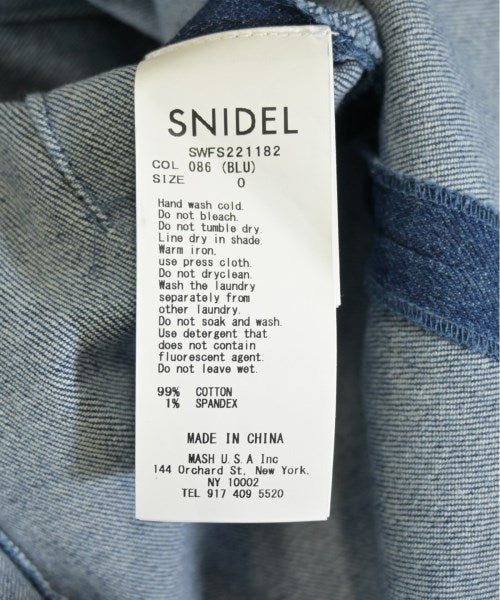 SNIDEL
SWFS221182
COL 086 (BLU)
SIZE 0
Hand wash cold.
Do not bleach.
Do not tumble dry.
Line dry in shade.
Warm iron,
use press cloth.
Do not dryclean.
Wash the laundry
separately from
other laundry.
Do not soak and wash.
Use detergent that
does not contain
fluorescent agent.
Do not leave wet.
99% COTTON
1% SPANDEX
MADE IN CHINA
MASH U.S.A Inc
144 Orchard St, New York,
NY 10002
TEL 917 409 5520